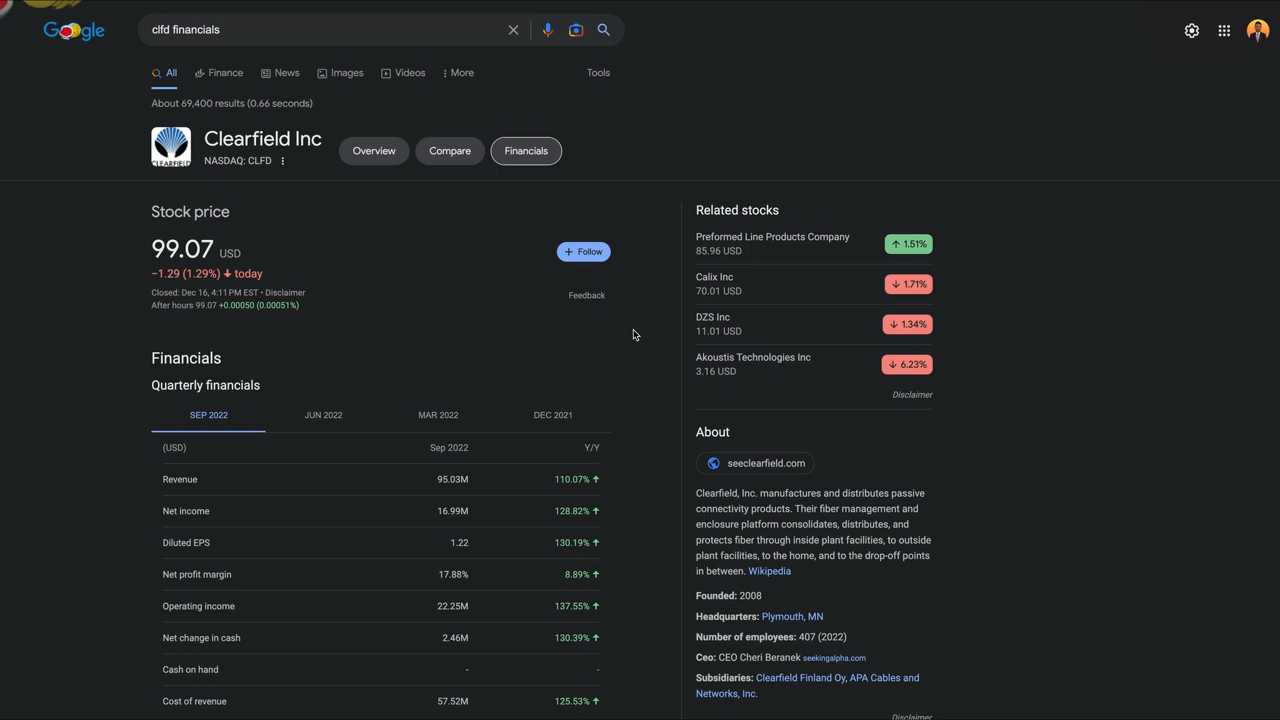 Google
clfd financials
All Finance News Images Videos More Tools
About 69,400 results (0.66 seconds)
CLEARFIELD
Clearfield Inc
NASDAQ: CLFD
Overview Compare Financials
Stock price
99.07 USD
+ Follow
−1.29 (1.29%) today
Closed: Dec 16, 4:11 PM EST • Disclaimer
After hours 99.07 +0.00050 (0.00051%)
Feedback
Financials
Quarterly financials
SEP 2022 JUN 2022 MAR 2022 DEC 2021
(USD) Sep 2022 Y/Y
Revenue 95.03M 110.07% ↑
Net income 16.99M 128.82% ↑
Diluted EPS 1.22 130.19% ↑
Net profit margin 17.88% 8.89% ↑
Operating income 22.25M 137.55% ↑
Net change in cash 2.46M 130.39% ↑
Cash on hand - -
Cost of revenue 57.52M 125.53% ↑
Related stocks
Preformed Line Products Company
85.96 USD
↑ 1.51%
Calix Inc
70.01 USD
↓ 1.71%
DZS Inc
11.01 USD
↓ 1.34%
Akoustis Technologies Inc
3.16 USD
↓ 6.23%
Disclaimer
About
seeclearfield.com
Clearfield, Inc. manufactures and distributes passive
connectivity products. Their fiber management and
enclosure platform consolidates, distributes, and
protects fiber through inside plant facilities, to outside
plant facilities, to the home, and to the drop-off points
in between. Wikipedia
Founded: 2008
Headquarters: Plymouth, MN
Number of employees: 407 (2022)
Ceo: CEO Cheri Beranek seekingalpha.com
Subsidiaries: Clearfield Finland Oy, APA Cables and
Networks, Inc.
Disclaimer